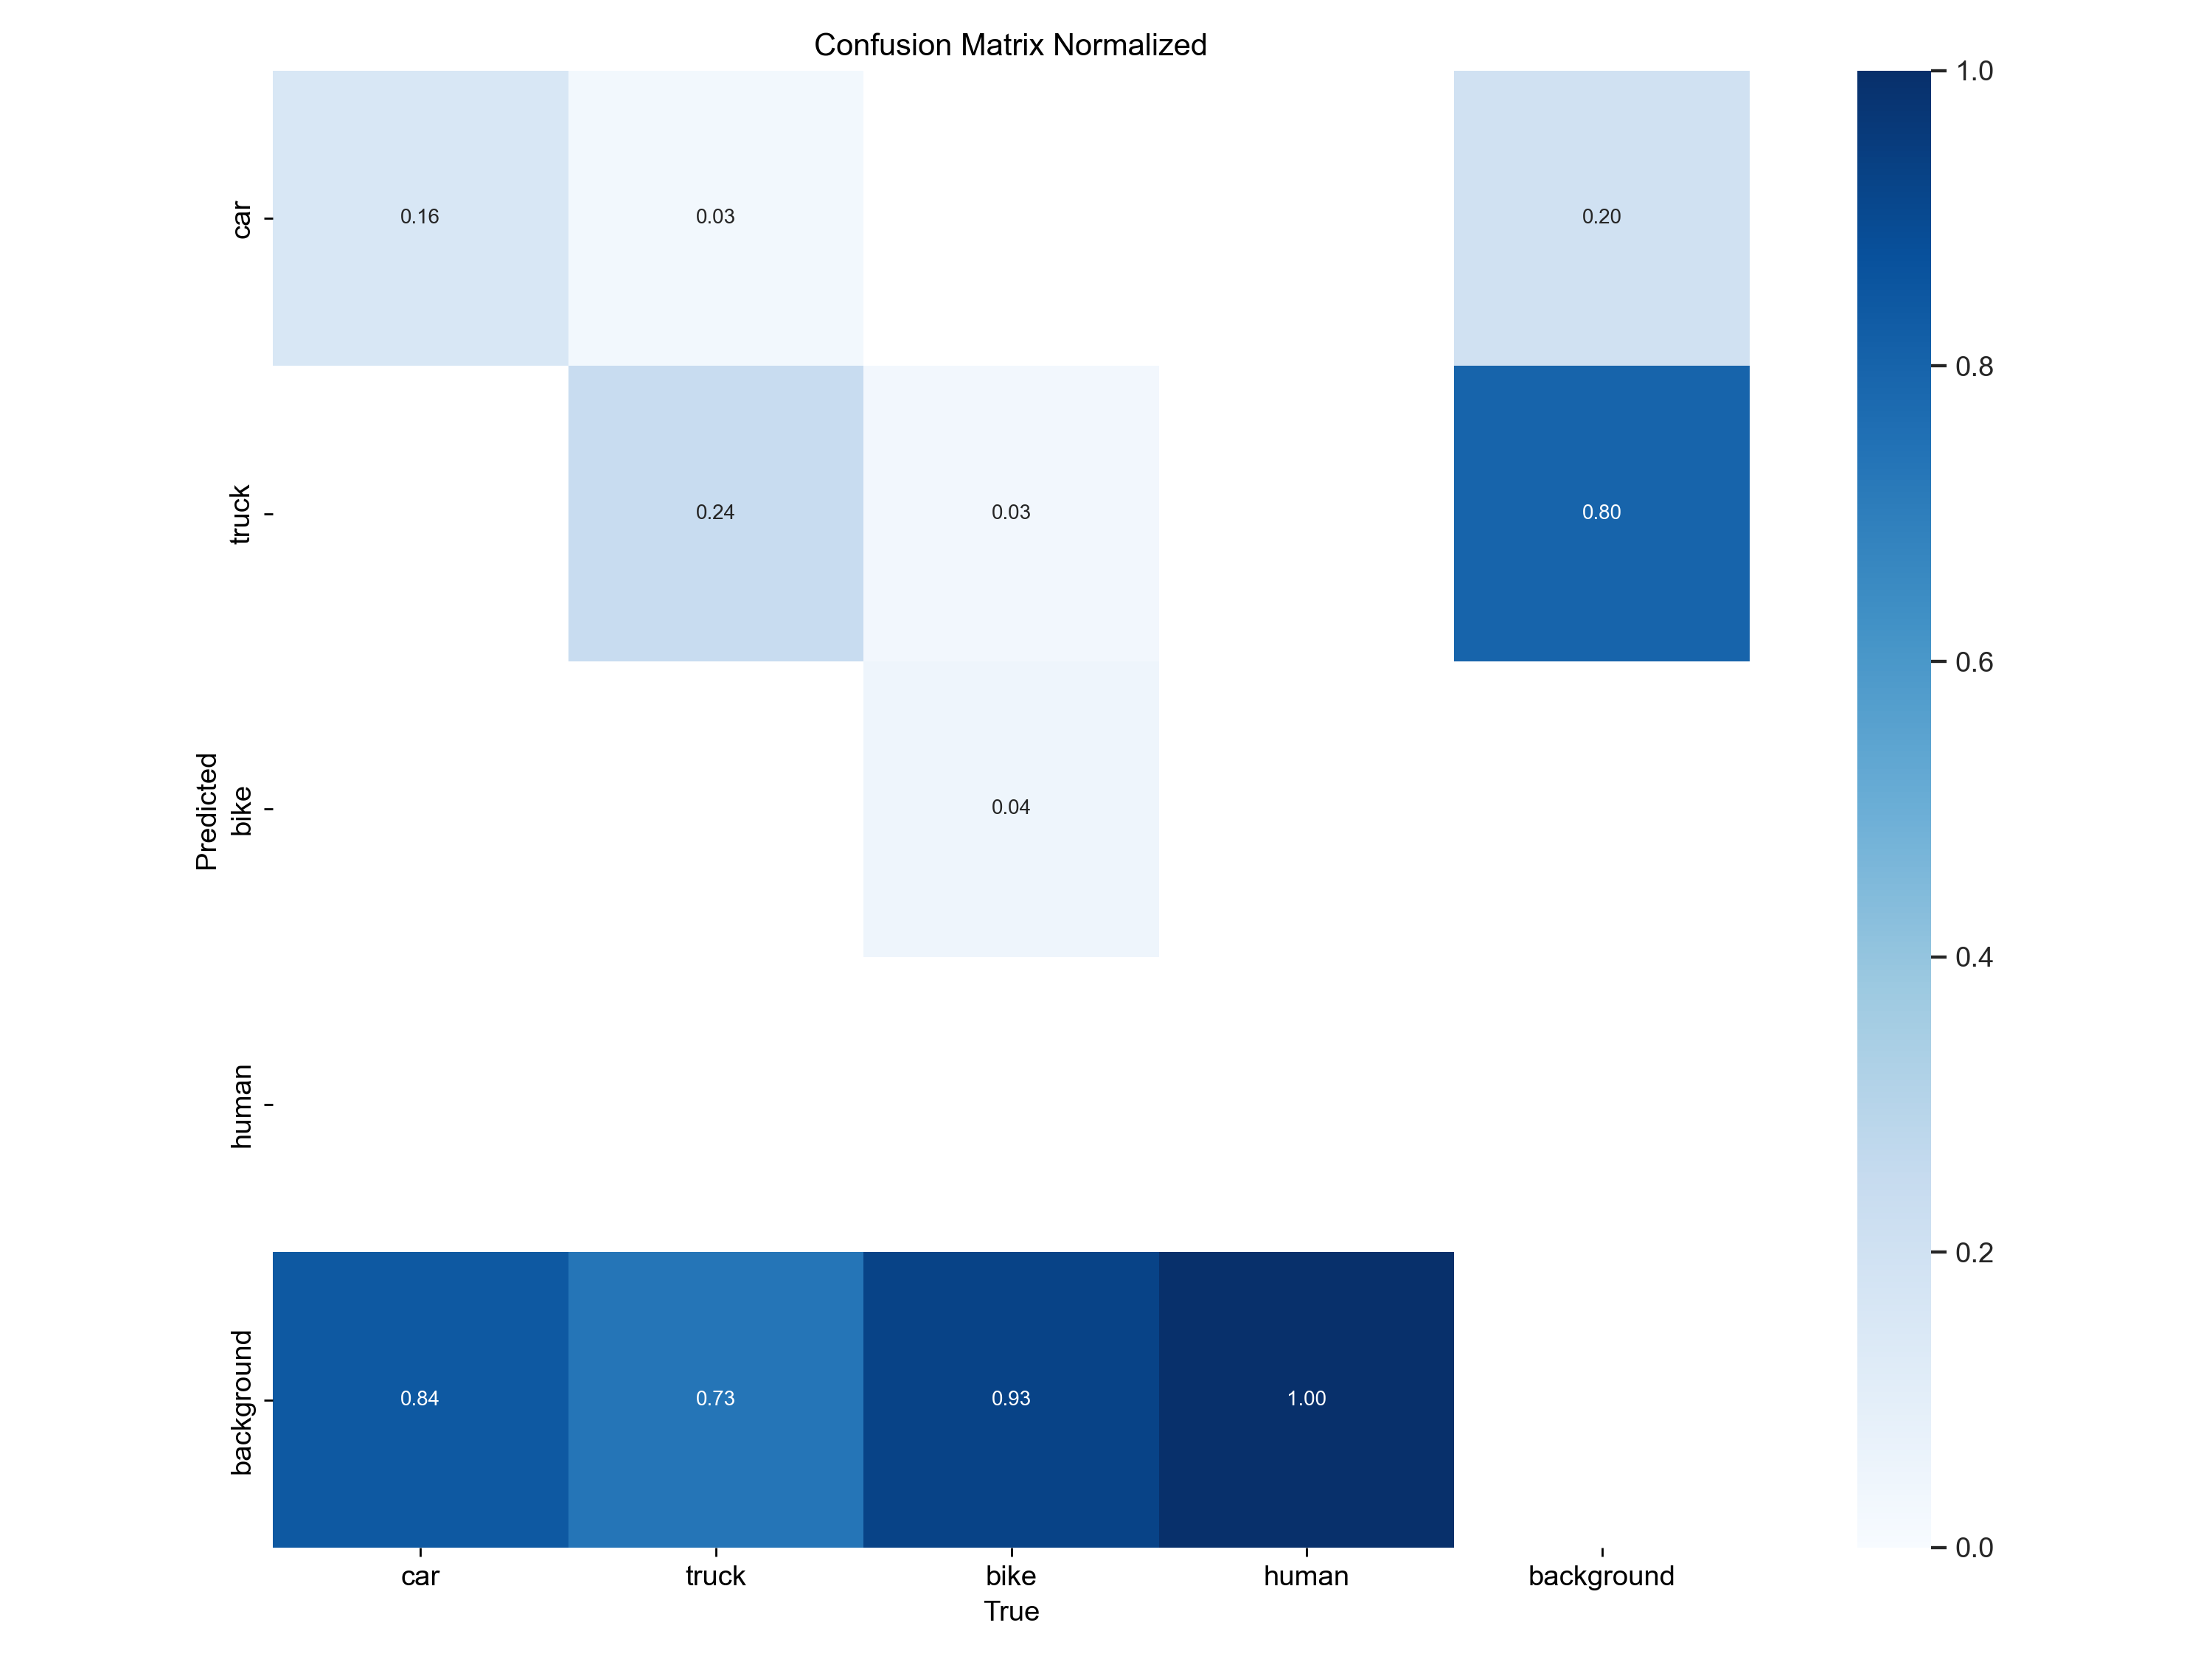 Confusion Matrix Normalized
1.0
0.16 0.03 0.20
car
0.8
truck
0.24 0.03 0.80
0.6
Predicted
bike
0.04
0.4
human
0.2
background
0.84 0.73 0.93 1.00
0.0
car truck bike human background
True